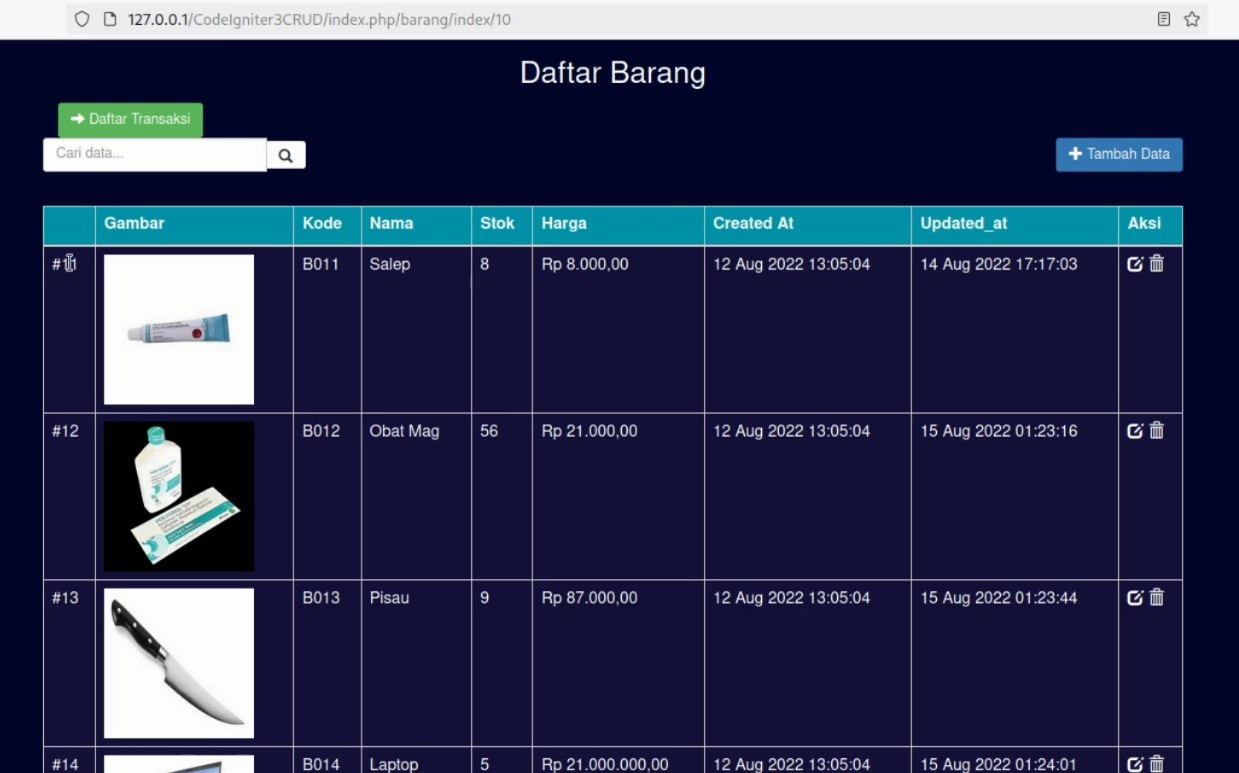 127.0.0.1/CodeIgniter3CRUD/index.php/barang/index/10
Daftar Barang
Daftar Transaksi
Cari data...
Tambah Data
Gambar Kode Nama Stok Harga Created At Updated_at Aksi
#11 B011 Salep 8 Rp 8.000,00 12 Aug 2022 13:05:04 14 Aug 2022 17:17:03
#12 B012 Obat Mag 56 Rp 21.000,00 12 Aug 2022 13:05:04 15 Aug 2022 01:23:16
#13 B013 Pisau 9 Rp 87.000,00 12 Aug 2022 13:05:04 15 Aug 2022 01:23:44
#14 B014 Laptop 5 Rp 21.000.000,00 12 Aug 2022 13:05:04 15 Aug 2022 01:24:01